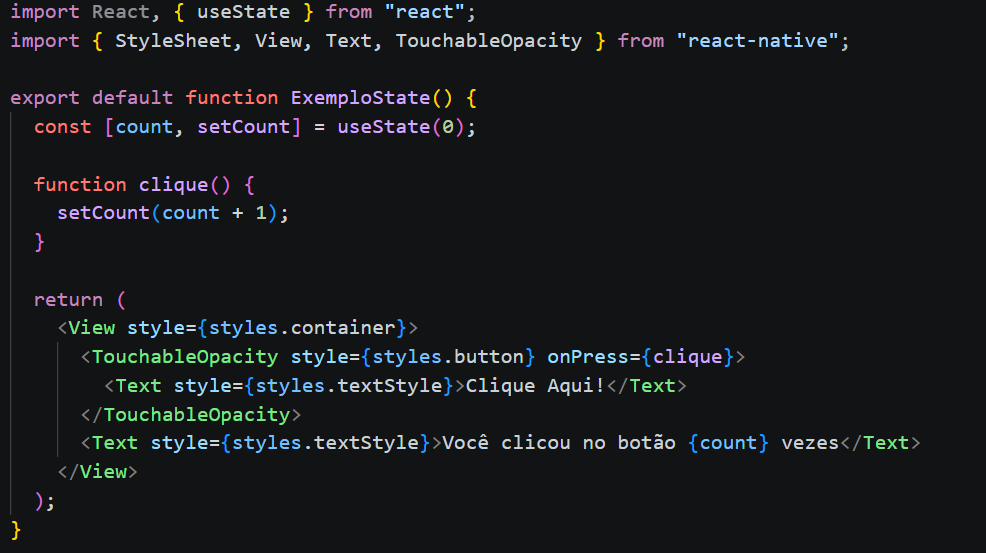 import React, { useState } from "react";
import { StyleSheet, View, Text, TouchableOpacity } from "react-native";

export default function ExemploState() {
  const [count, setCount] = useState(0);

  function clique() {
    setCount(count + 1);
  }

  return (
    <View style={styles.container}>
      <TouchableOpacity style={styles.button} onPress={clique}>
        <Text style={styles.textStyle}>Clique Aqui!</Text>
      </TouchableOpacity>
      <Text style={styles.textStyle}>Você clicou no botão {count} vezes</Text>
    </View>
  );
}